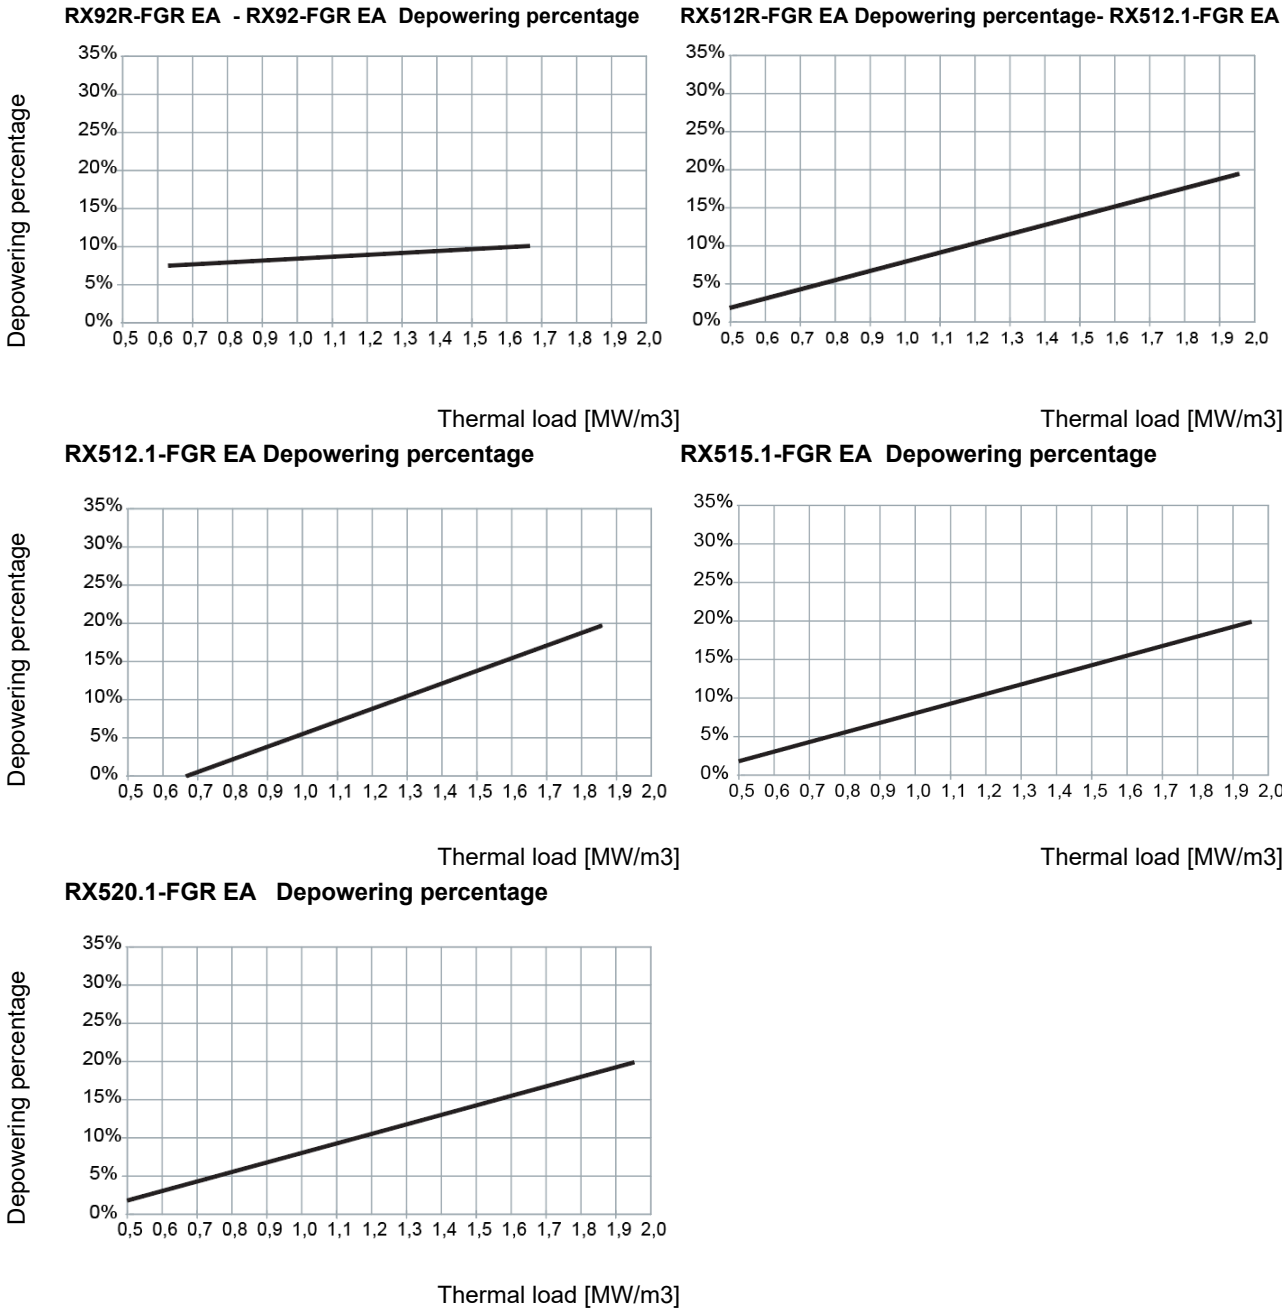 RX92R-FGR EA - RX92-FGR EA Depowering percentage
Depowering percentage
35%
30%
25%
20%
15%
10%
5%
0%
0,5 0,6 0,7 0,8 0,9 1,0 1,1 1,2 1,3 1,4 1,5 1,6 1,7 1,8 1,9 2,0
Thermal load [MW/m3]
RX512R-FGR EA Depowering percentage- RX512.1-FGR EA
35%
30%
25%
20%
15%
10%
5%
0%
0,5 0,6 0,7 0,8 0,9 1,0 1,1 1,2 1,3 1,4 1,5 1,6 1,7 1,8 1,9 2,0
Thermal load [MW/m3]
RX512.1-FGR EA Depowering percentage
Depowering percentage
35%
30%
25%
20%
15%
10%
5%
0%
0,5 0,6 0,7 0,8 0,9 1,0 1,1 1,2 1,3 1,4 1,5 1,6 1,7 1,8 1,9 2,0
Thermal load [MW/m3]
RX515.1-FGR EA Depowering percentage
35%
30%
25%
20%
15%
10%
5%
0%
0,5 0,6 0,7 0,8 0,9 1,0 1,1 1,2 1,3 1,4 1,5 1,6 1,7 1,8 1,9 2,0
Thermal load [MW/m3]
RX520.1-FGR EA Depowering percentage
Depowering percentage
35%
30%
25%
20%
15%
10%
5%
0%
0,5 0,6 0,7 0,8 0,9 1,0 1,1 1,2 1,3 1,4 1,5 1,6 1,7 1,8 1,9 2,0
Thermal load [MW/m3]